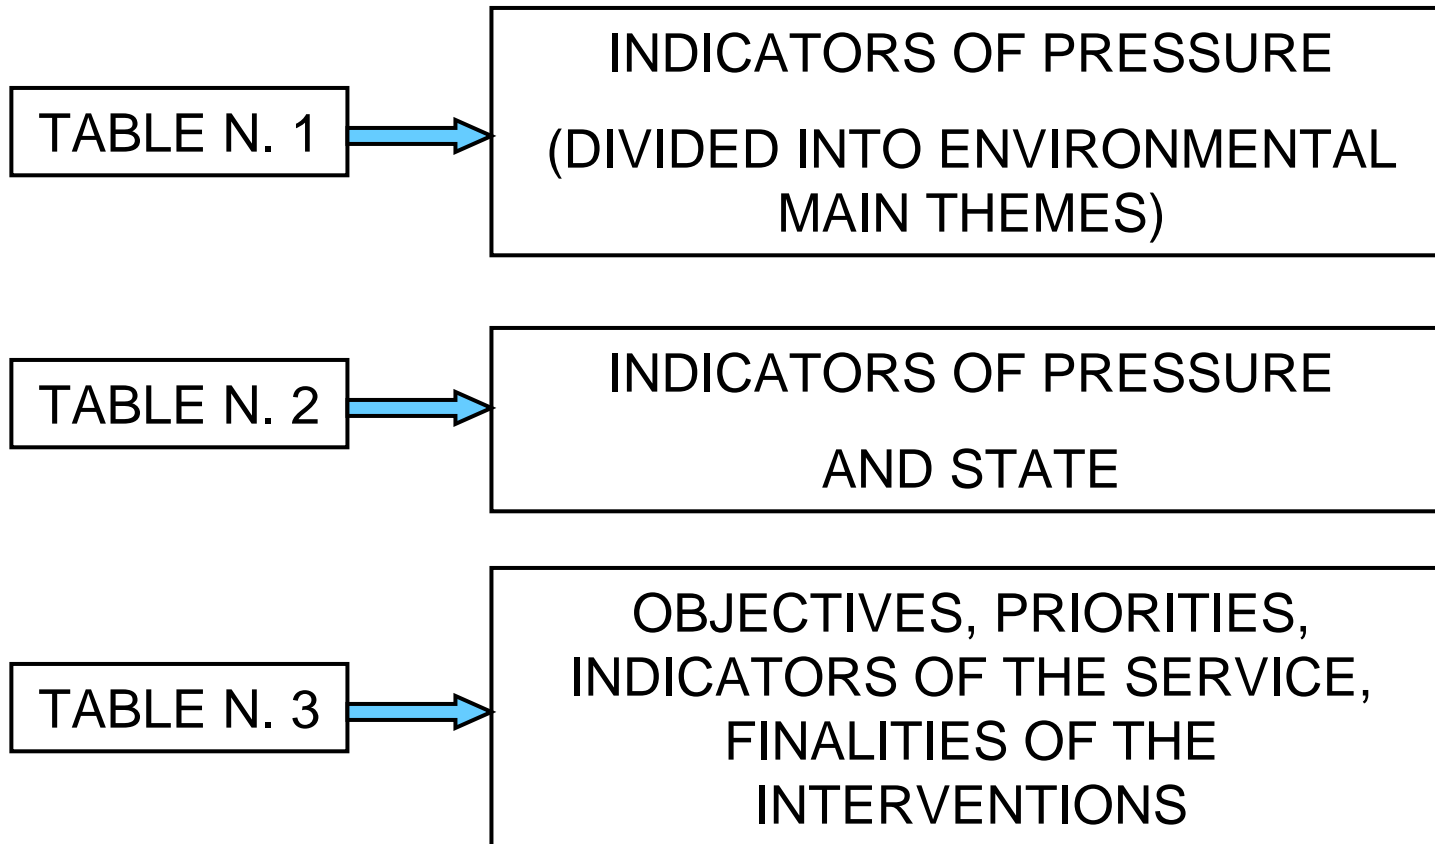 TABLE N. 1
INDICATORS OF PRESSURE
(DIVIDED INTO ENVIRONMENTAL
MAIN THEMES)
TABLE N. 2
INDICATORS OF PRESSURE
AND STATE
TABLE N. 3
OBJECTIVES, PRIORITIES,
INDICATORS OF THE SERVICE,
FINALITIES OF THE
INTERVENTIONS